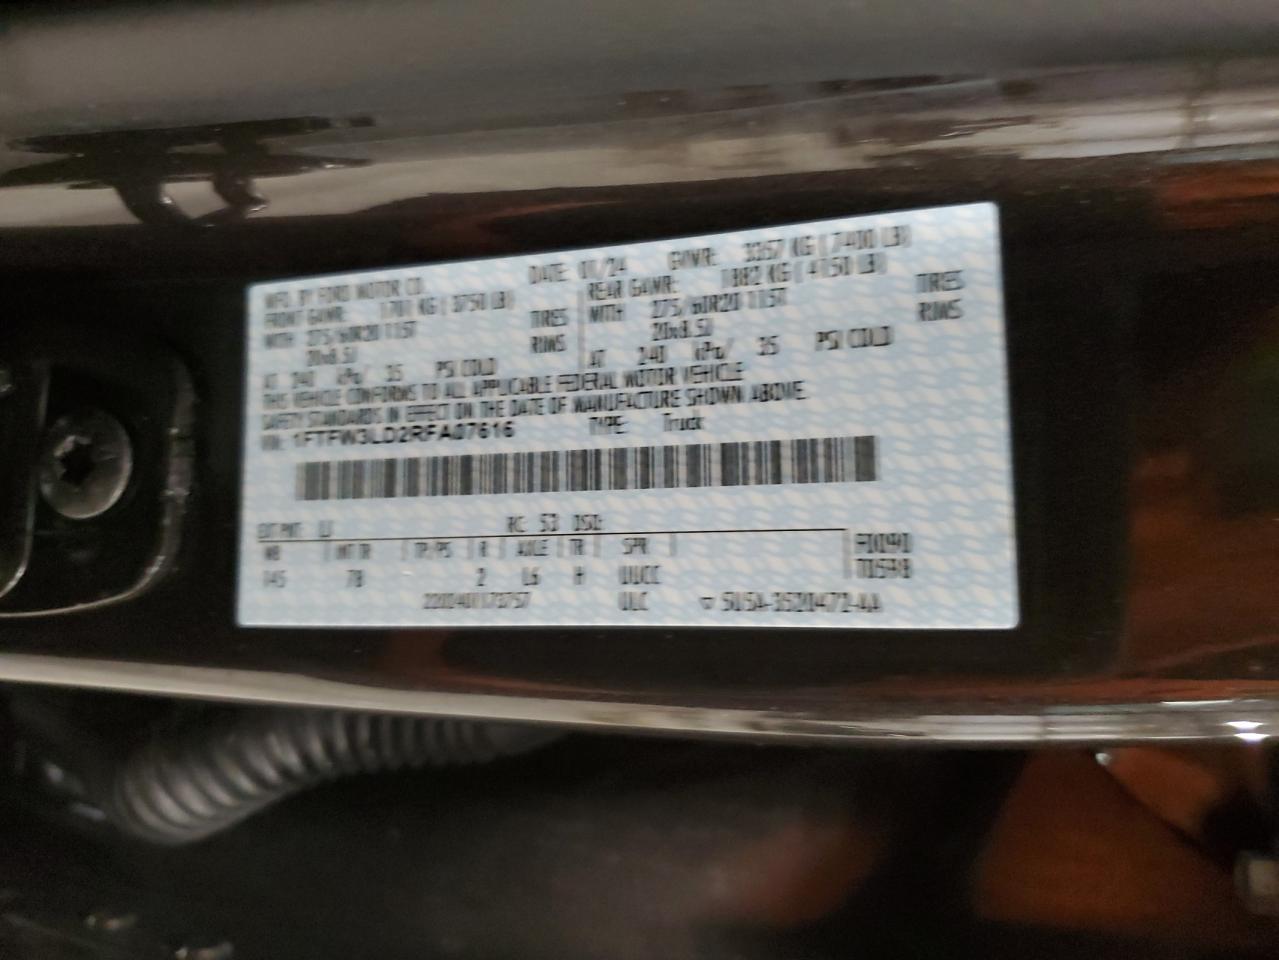 MFD. BY FORD MOTOR CO. DATE: 01/24 GVWR: 3357 KG ( 7400 LB)
FRONT GAWR: 1701 KG ( 3750 LB) REAR GAWR: 1882 KG ( 4150 LB)
WITH 275/60R20 115T TIRES WITH 275/60R20 115T TIRES
20x8.5J RIMS 20x8.5J RIMS
AT 240 kPa/ 35 PSI COLD AT 240 kPa/ 35 PSI COLD
THIS VEHICLE CONFORMS TO ALL APPLICABLE FEDERAL MOTOR VEHICLE
SAFETY STANDARDS IN EFFECT ON THE DATE OF MANUFACTURE SHOWN ABOVE.
VIN: 1FTFW3LD2RFA07616 TYPE: Truck
EXT PNT: RC: 53 DSO:
WB INT TR TP/PS R AXLE TR SPR
145 78 2 L6 H UUCC
ULC ▽ 5U5A-3520472-AA